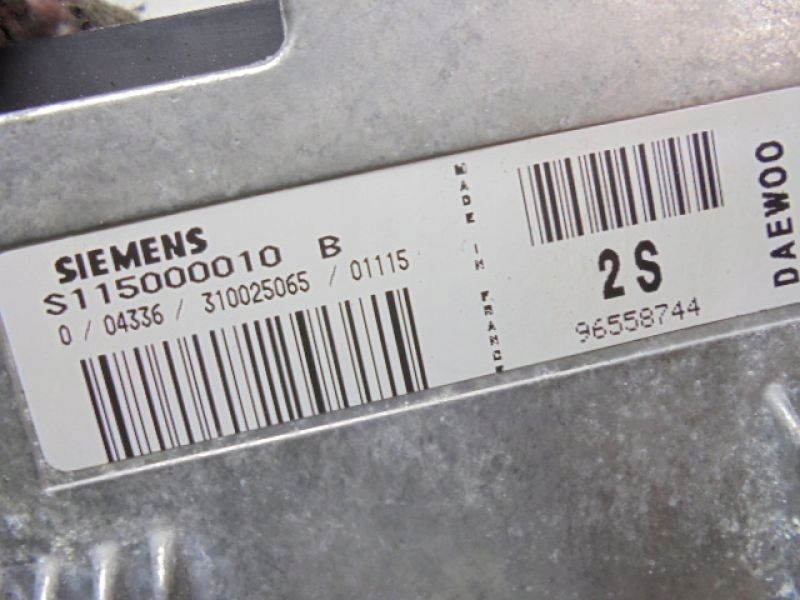 SIEMENS
S115000010 B
0 / 04336 / 310025065 / 01115
MADE IN FRANCE
2S
96558744
DAEWOO